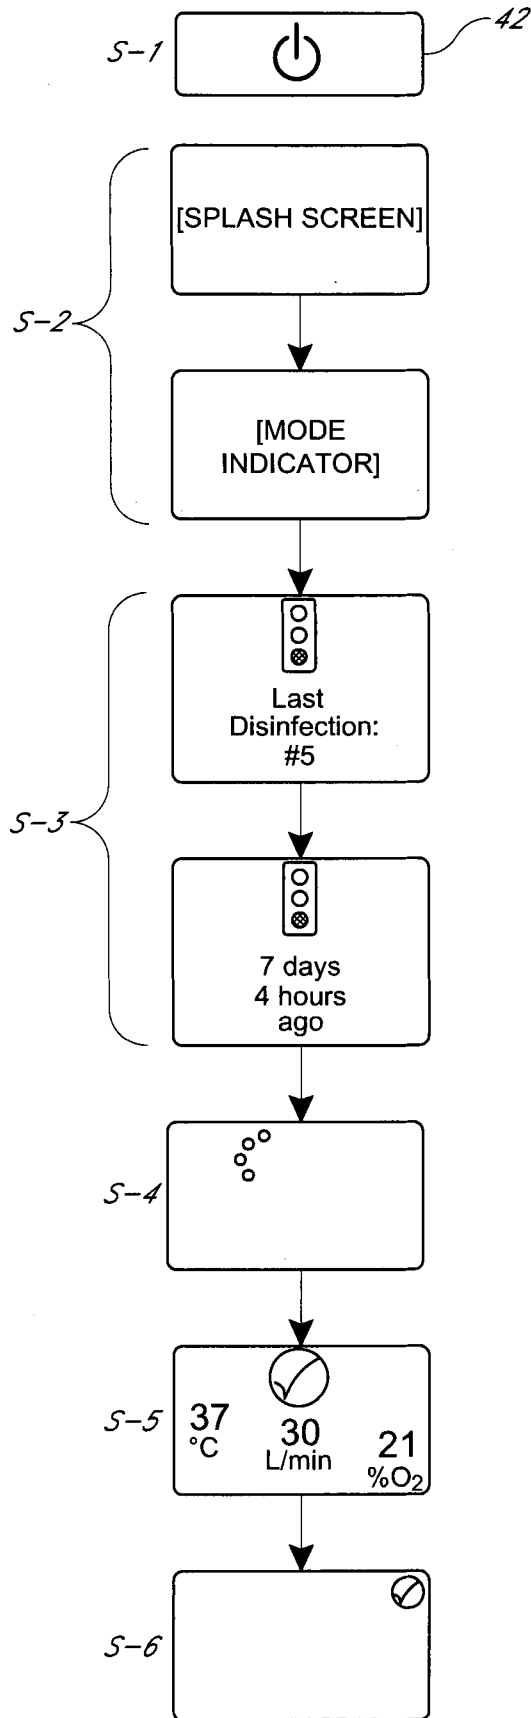 S-1
42
[SPLASH SCREEN]
S-2
[MODE
INDICATOR]
Last
Disinfection:
#5
S-3
7 days
4 hours
ago
S-4
S-5
37
°C
30
L/min
21
%O₂
S-6